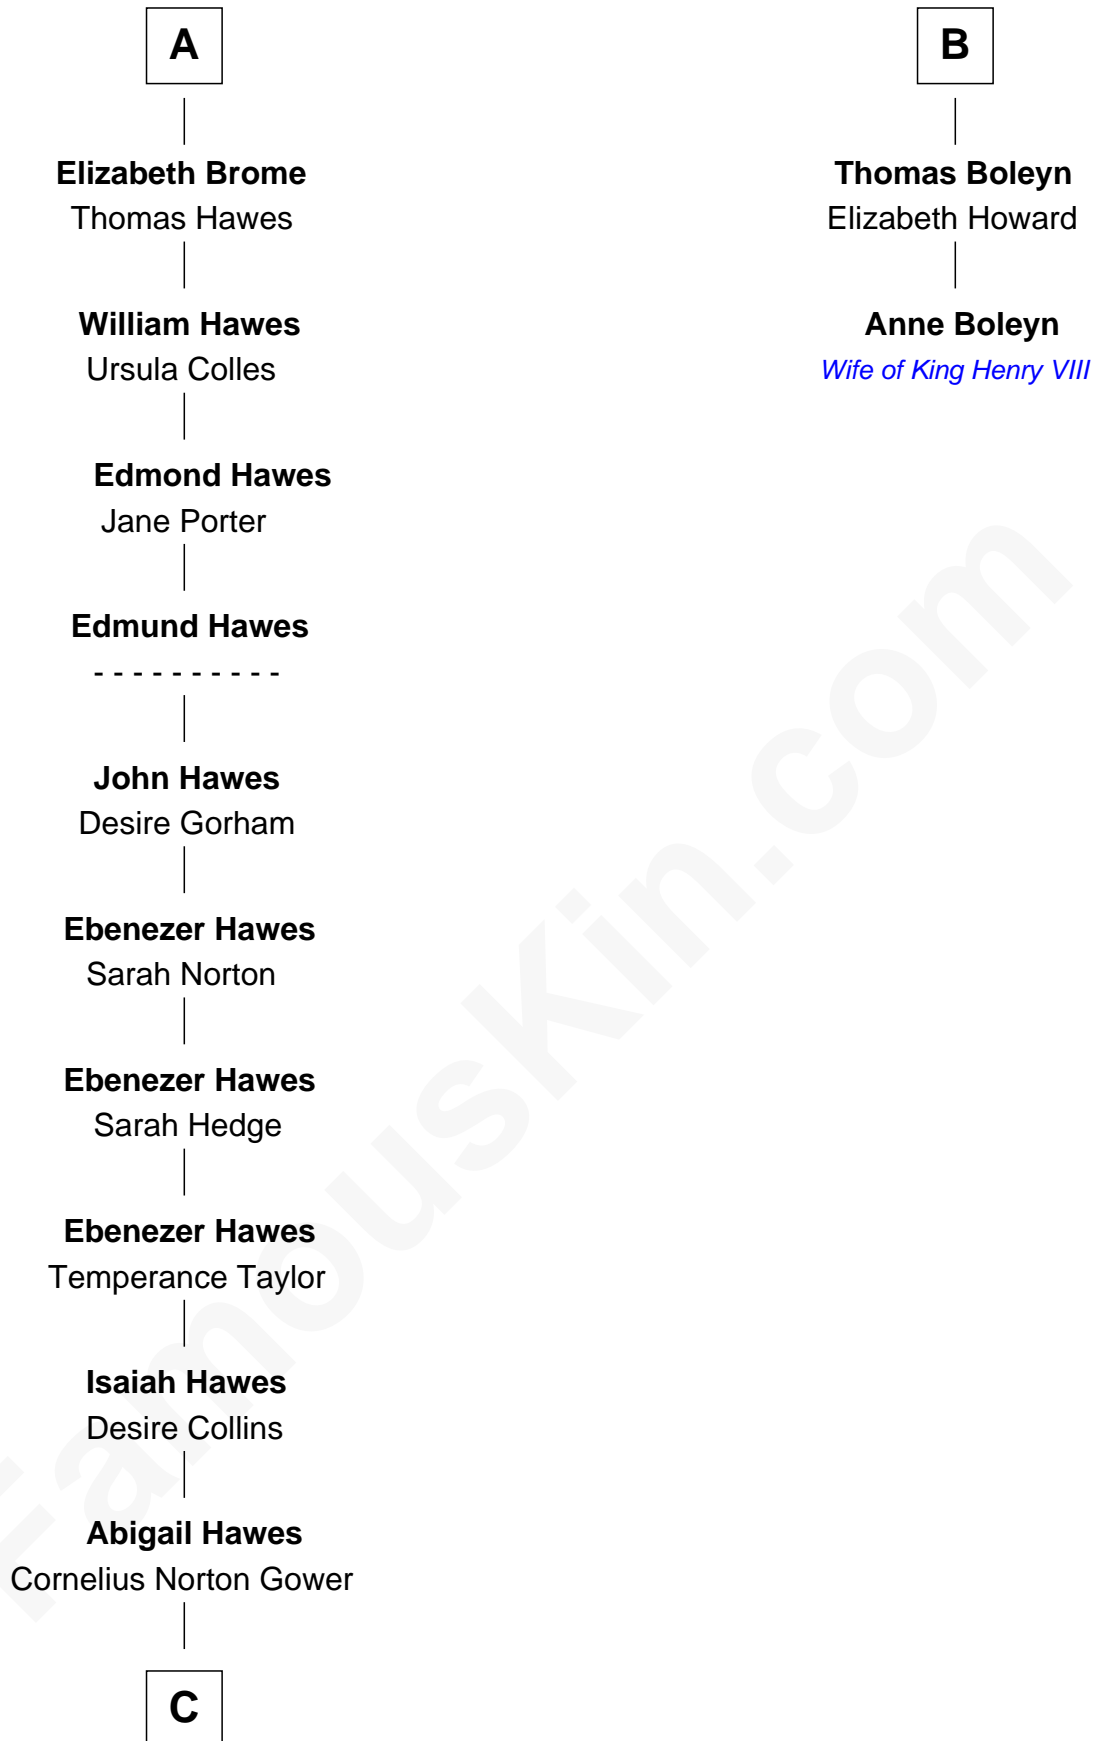 A
B
Elizabeth Brome
Thomas Boleyn
Thomas Hawes
Elizabeth Howard
William Hawes
Anne Boleyn
Ursula Colles
Wife of King Henry VIII
Edmond Hawes
Jane Porter
Edmund Hawes
- - - - - - - - - -
John Hawes
Desire Gorham
Ebenezer Hawes
Sarah Norton
Ebenezer Hawes
Sarah Hedge
Ebenezer Hawes
Temperance Taylor
Isaiah Hawes
Desire Collins
Abigail Hawes
Cornelius Norton Gower
C
FamousKin.com